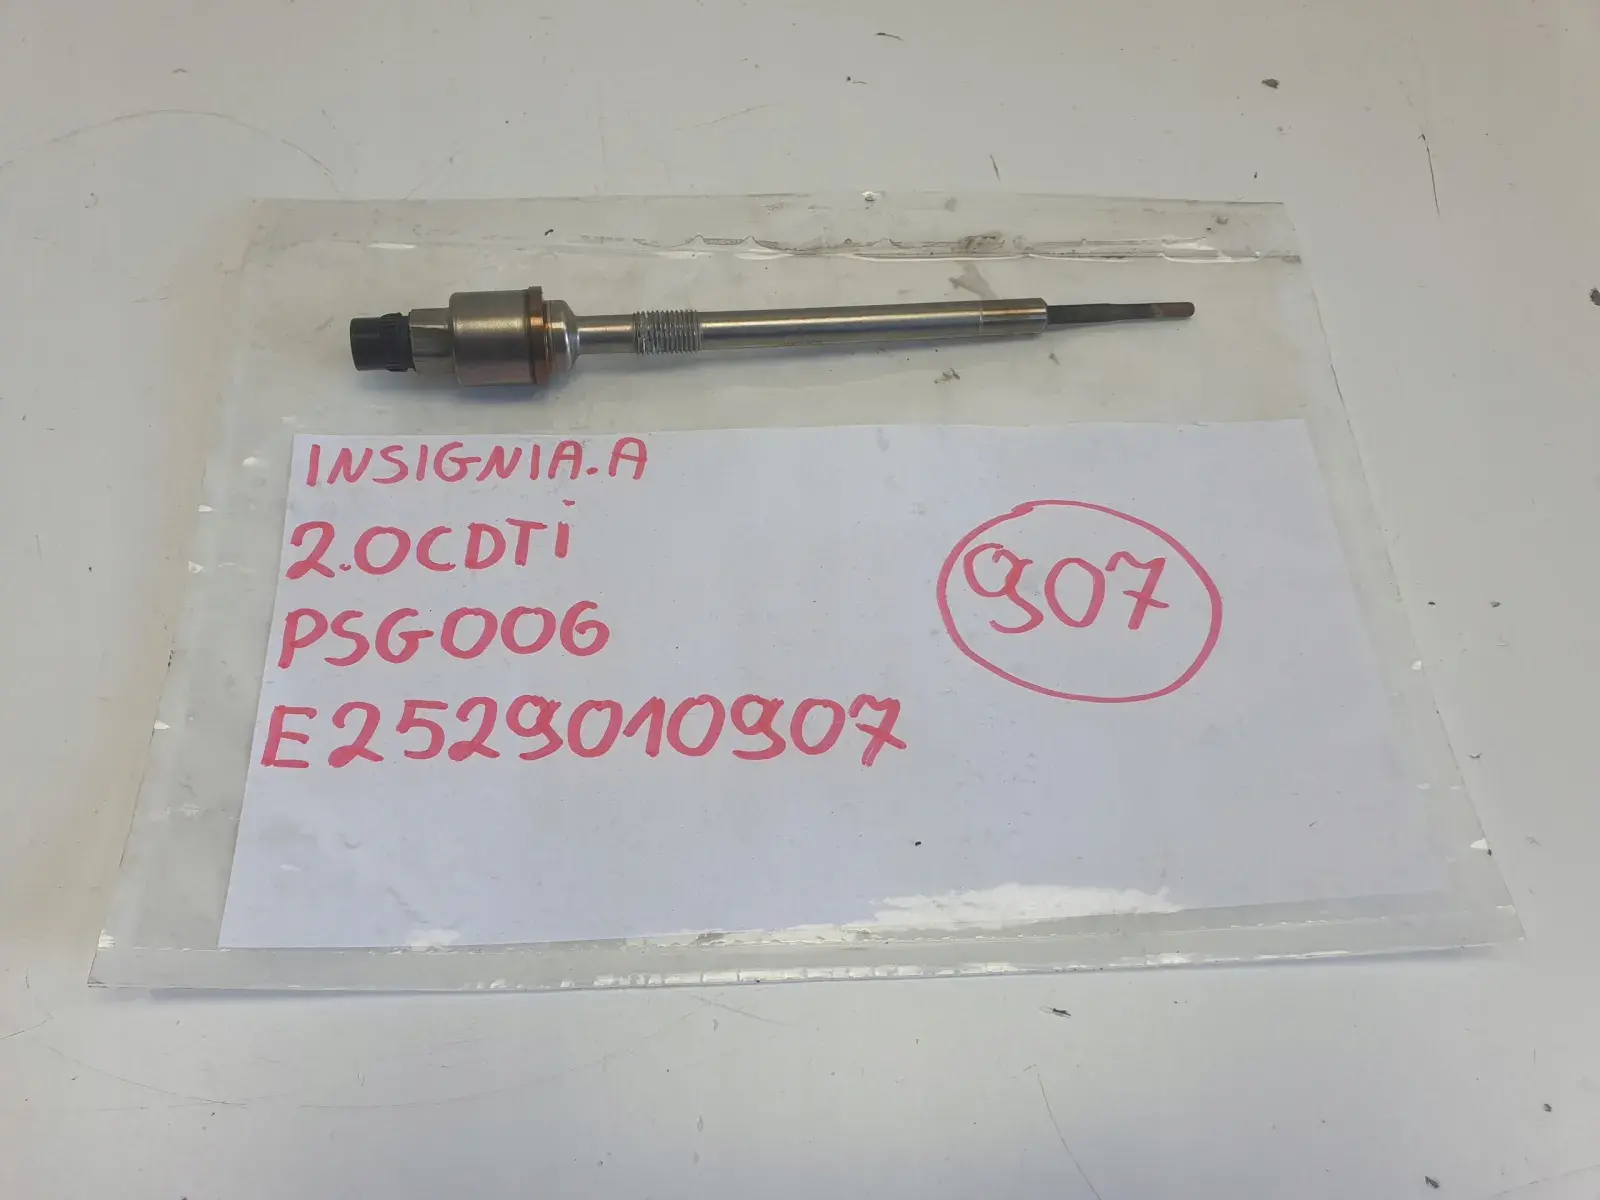 INSIGNIA.A
2.0CDTi
PSG006
E2529010907
907